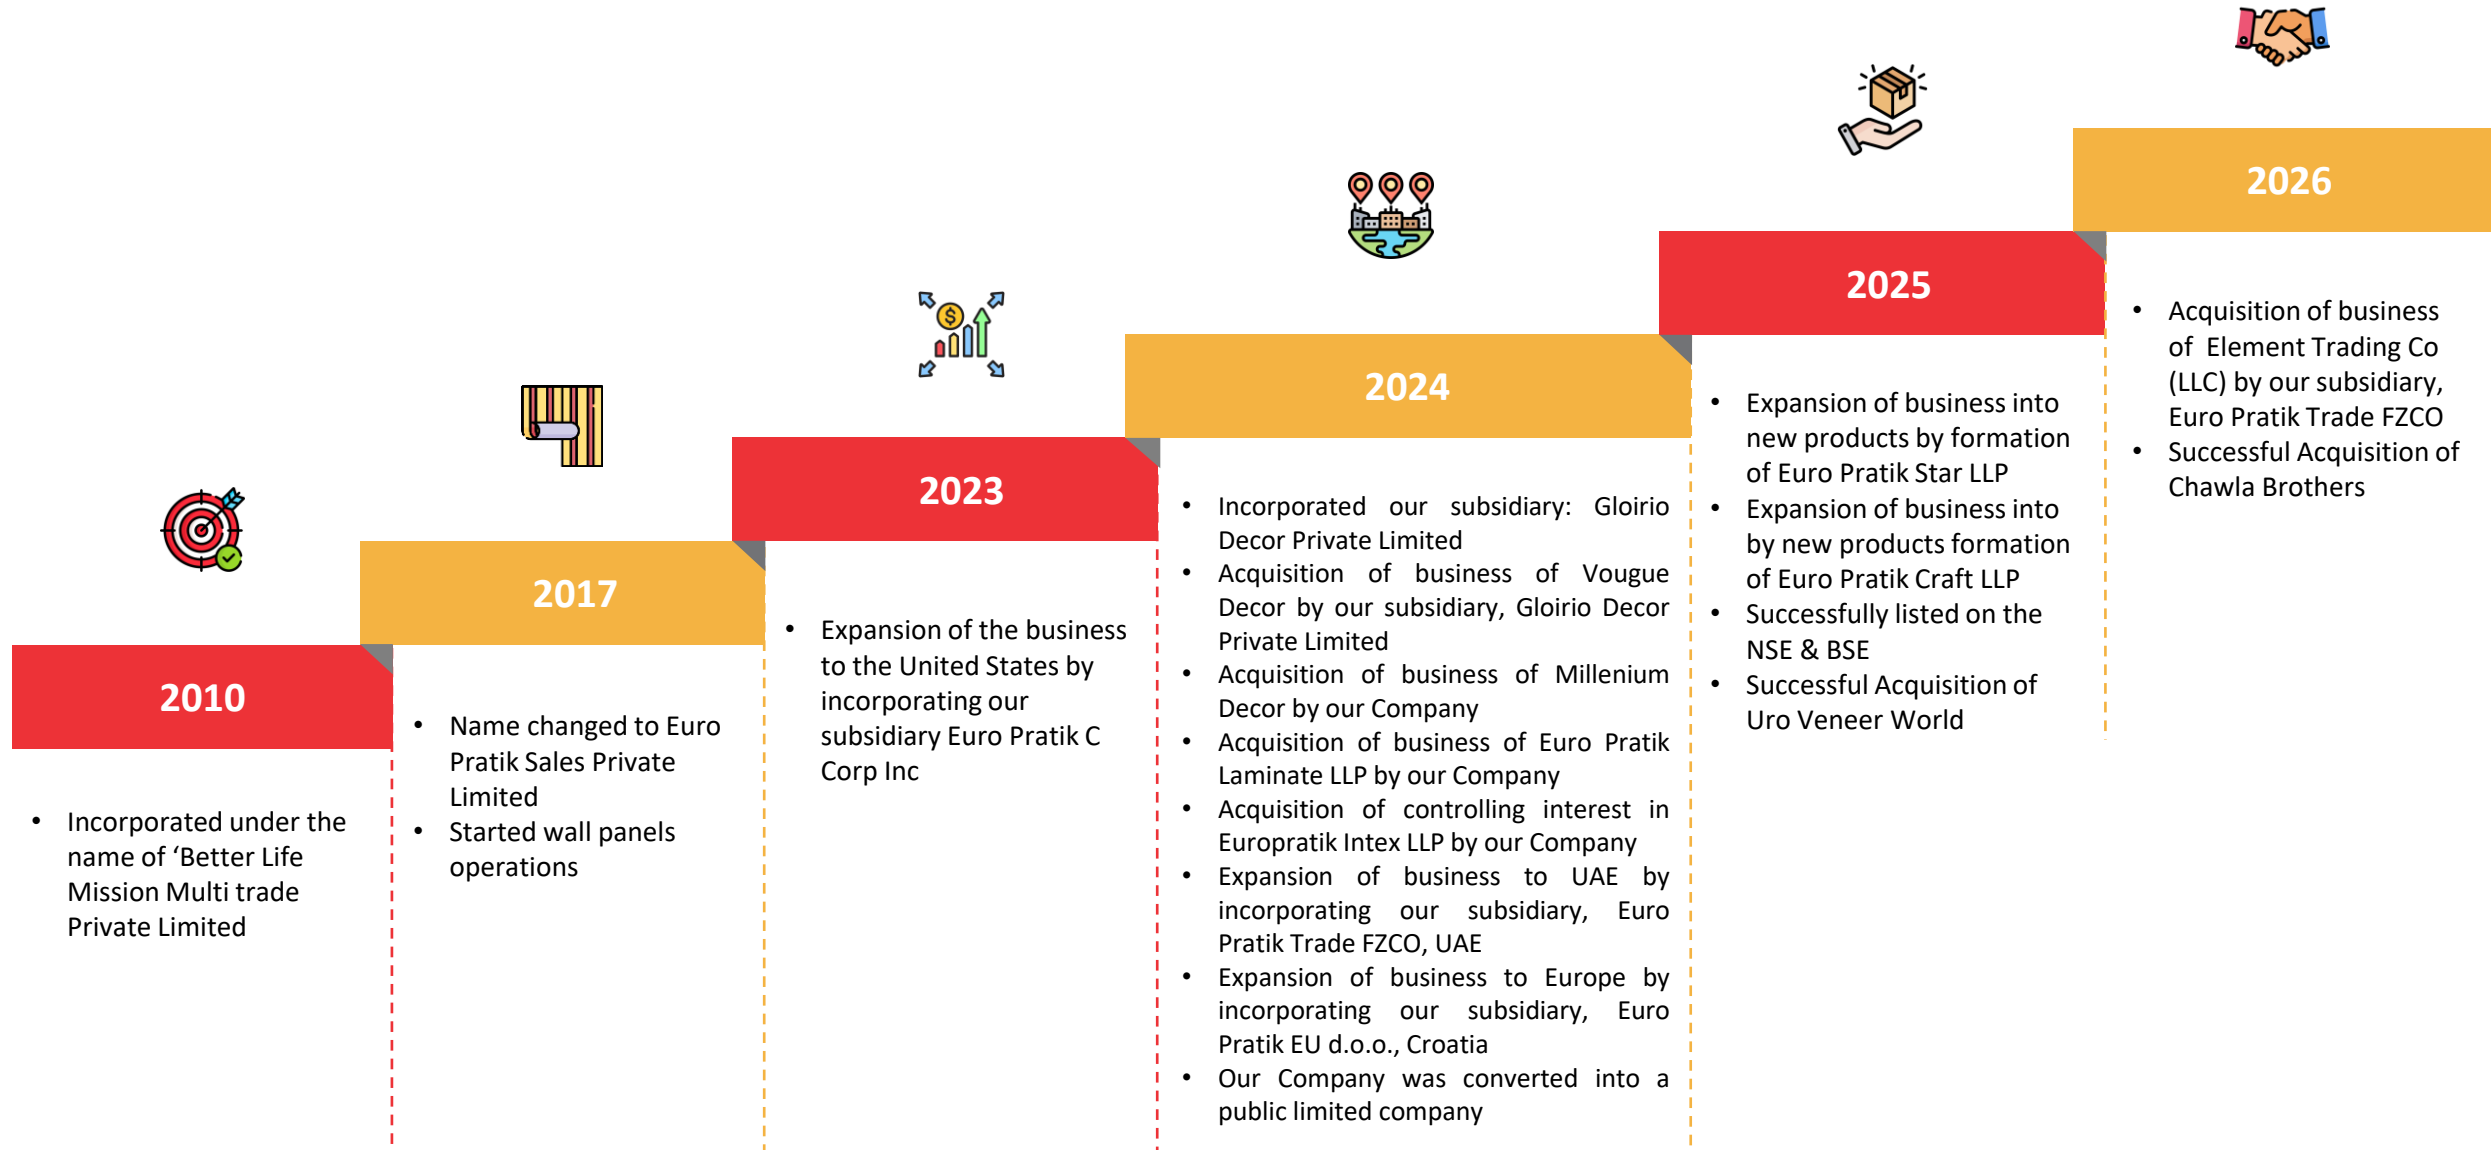 2010
• Incorporated under the
name of ‘Better Life
Mission Multi trade
Private Limited
2017
• Name changed to Euro
Pratik Sales Private
Limited
• Started wall panels
operations
2023
• Expansion of the business
to the United States by
incorporating our
subsidiary Euro Pratik C
Corp Inc
2024
• Incorporated our subsidiary: Gloirio
Decor Private Limited
• Acquisition of business of Vougue
Decor by our subsidiary, Gloirio Decor
Private Limited
• Acquisition of business of Millenium
Decor by our Company
• Acquisition of business of Euro Pratik
Laminate LLP by our Company
• Acquisition of controlling interest in
Europratik Intex LLP by our Company
• Expansion of business to UAE by
incorporating our subsidiary, Euro
Pratik Trade FZCO, UAE
• Expansion of business to Europe by
incorporating our subsidiary, Euro
Pratik EU d.o.o., Croatia
• Our Company was converted into a
public limited company
2025
• Expansion of business into
new products by formation
of Euro Pratik Star LLP
• Expansion of business into
by new products formation
of Euro Pratik Craft LLP
• Successfully listed on the
NSE & BSE
• Successful Acquisition of
Uro Veneer World
2026
• Acquisition of business
of Element Trading Co
(LLC) by our subsidiary,
Euro Pratik Trade FZCO
• Successful Acquisition of
Chawla Brothers